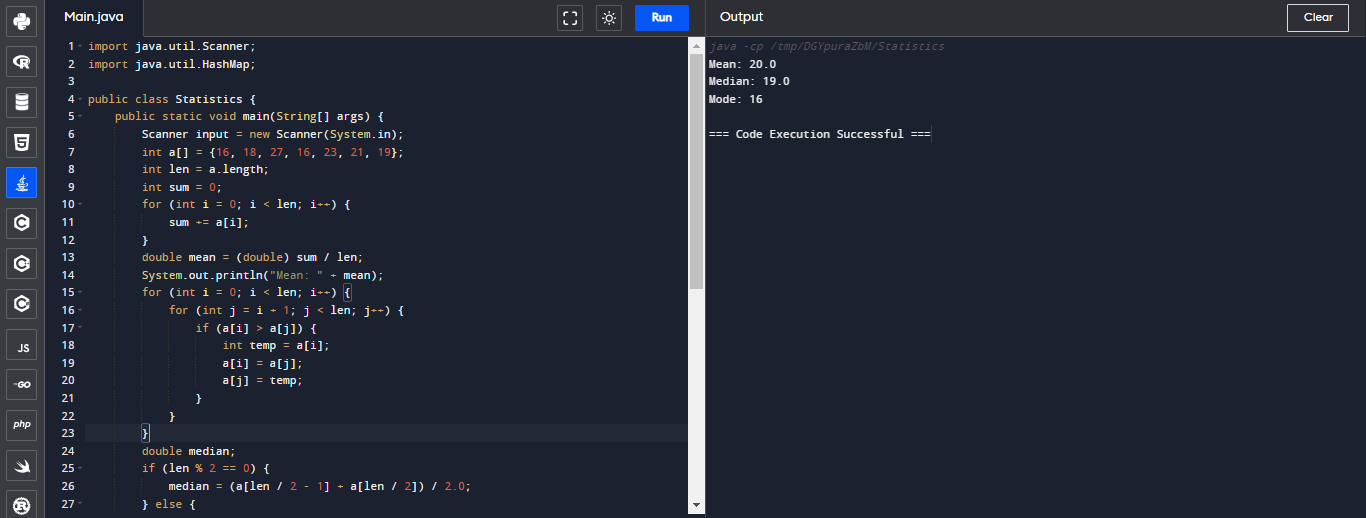 Main.java
Run
Output
Clear
1 import java.util.Scanner;
2 import java.util.HashMap;
3
4 public class Statistics {
5 public static void main(String[] args) {
6 Scanner input = new Scanner(System.in);
7 int a[] = {16, 18, 27, 16, 23, 21, 19};
8 int len = a.length;
9 int sum = 0;
10 for (int i = 0; i < len; i++) {
11 sum += a[i];
12 }
13 double mean = (double) sum / len;
14 System.out.println("Mean: " + mean);
15 for (int i = 0; i < len; i++) {
16 for (int j = i + 1; j < len; j++) {
17 if (a[i] > a[j]) {
18 int temp = a[i];
19 a[i] = a[j];
20 a[j] = temp;
21 }
22 }
23 }
24 double median;
25 if (len % 2 == 0) {
26 median = (a[len / 2 - 1] + a[len / 2]) / 2.0;
27 } else {
java -cp /tmp/DGYpuraZbM/Statistics
Mean: 20.0
Median: 19.0
Mode: 16
=== Code Execution Successful ===
R
5
C
C
C
JS
GO
php
R